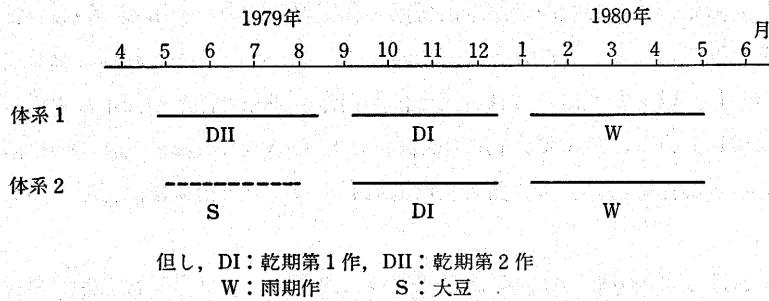 1979年 1980年
4 5 6 7 8 9 10 11 12 1 2 3 4 5 6 月
体系1
DII DI W
体系2
S DI W
但し, DI：乾期第1作, DII：乾期第2作
W：雨期作 S：大豆